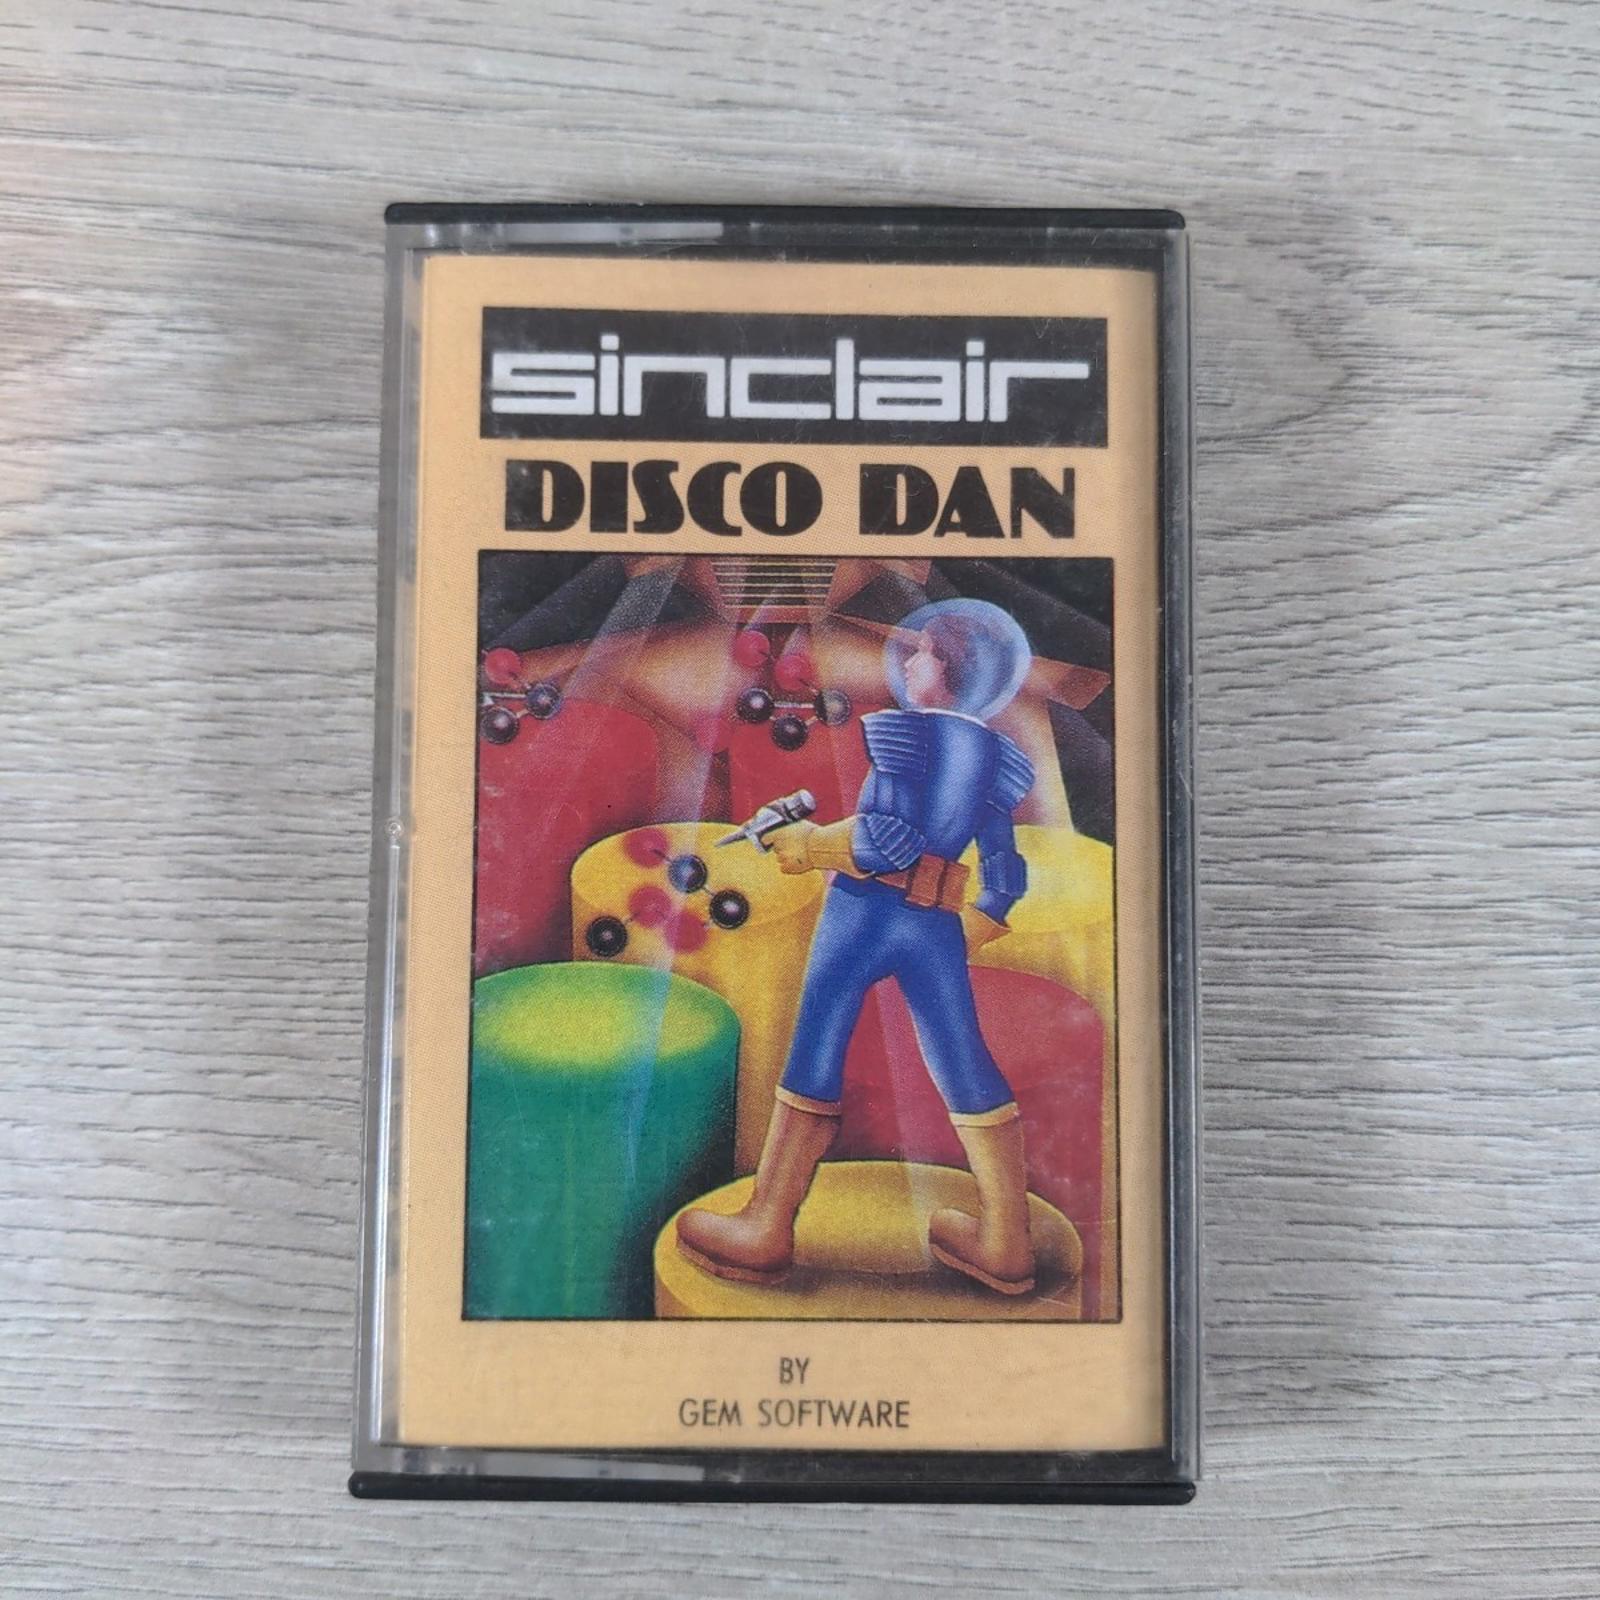 sinclair
DISCO DAN
BY
GEM SOFTWARE